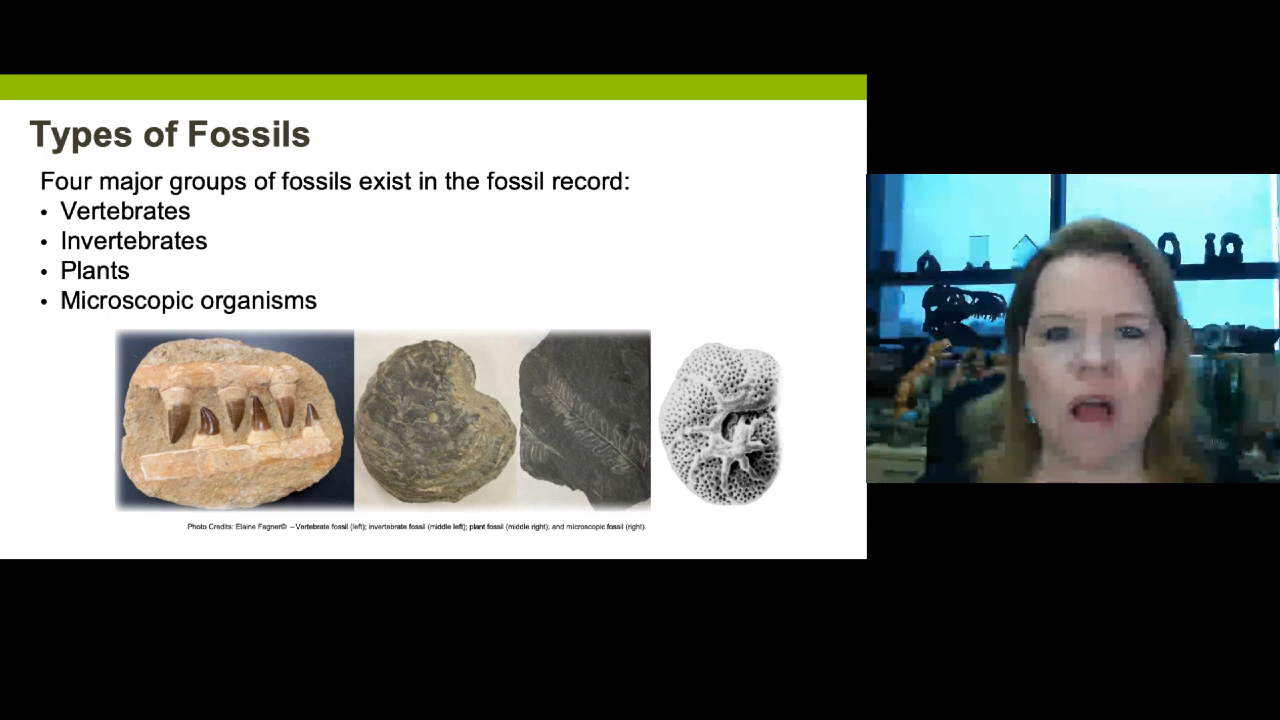 Types of Fossils
Four major groups of fossils exist in the fossil record:
• Vertebrates
• Invertebrates
• Plants
• Microscopic organisms
Photo Credits: Elaine Fagner© – Vertebrate fossil (left); invertebrate fossil (middle left); plant fossil (middle right); and microscopic fossil (right).